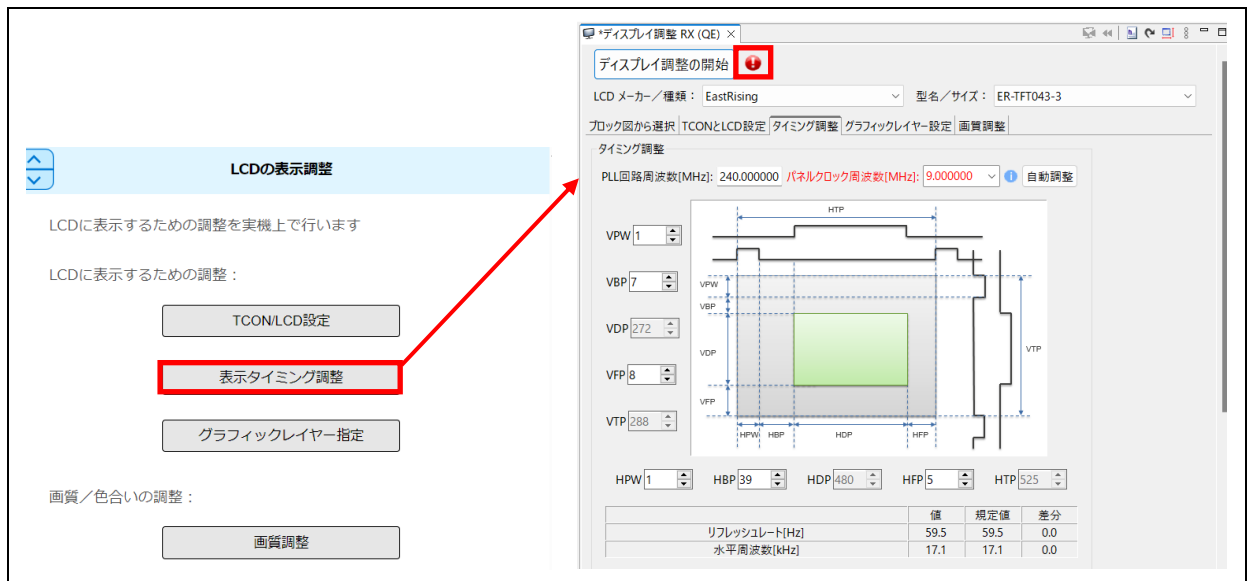 LCDの表示調整
LCDに表示するための調整を実機上で行います
LCDに表示するための調整：
TCON/LCD設定
表示タイミング調整
グラフィックレイヤー指定
画質／色合いの調整：
画質調整
*ディスプレイ調整 RX (QE) ×
ディスプレイ調整の開始
LCD メーカー／種類： EastRising 型名／サイズ： ER-TFT043-3
ブロック図から選択 TCONとLCD設定 タイミング調整 グラフィックレイヤー設定 画質調整
タイミング調整
PLL回路周波数[MHz]: 240.000000 パネルクロック周波数[MHz]: 9.000000 自動調整
HTP
VPW 1
VBP 7
VPW
VBP
VDP 272
VDP
VTP
VFP 8
VFP
VTP 288
HPW HBP HDP HFP
HPW 1 HBP 39 HDP 480 HFP 5 HTP 525
値 規定値 差分
リフレッシュレート[Hz] 59.5 59.5 0.0
水平周波数[kHz] 17.1 17.1 0.0